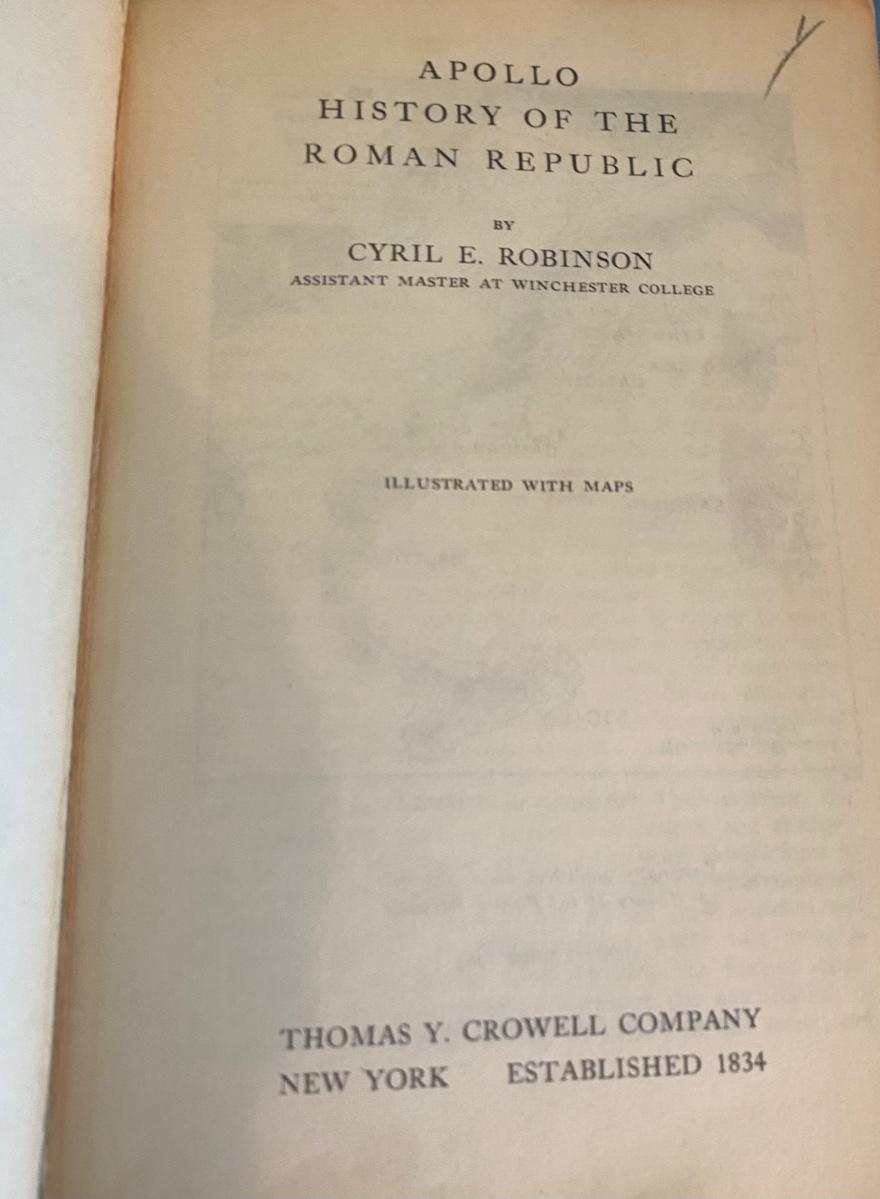 APOLLO
HISTORY OF THE
ROMAN REPUBLIC
BY
CYRIL E. ROBINSON
ASSISTANT MASTER AT WINCHESTER COLLEGE
ILLUSTRATED WITH MAPS
THOMAS Y. CROWELL COMPANY
NEW YORK ESTABLISHED 1834